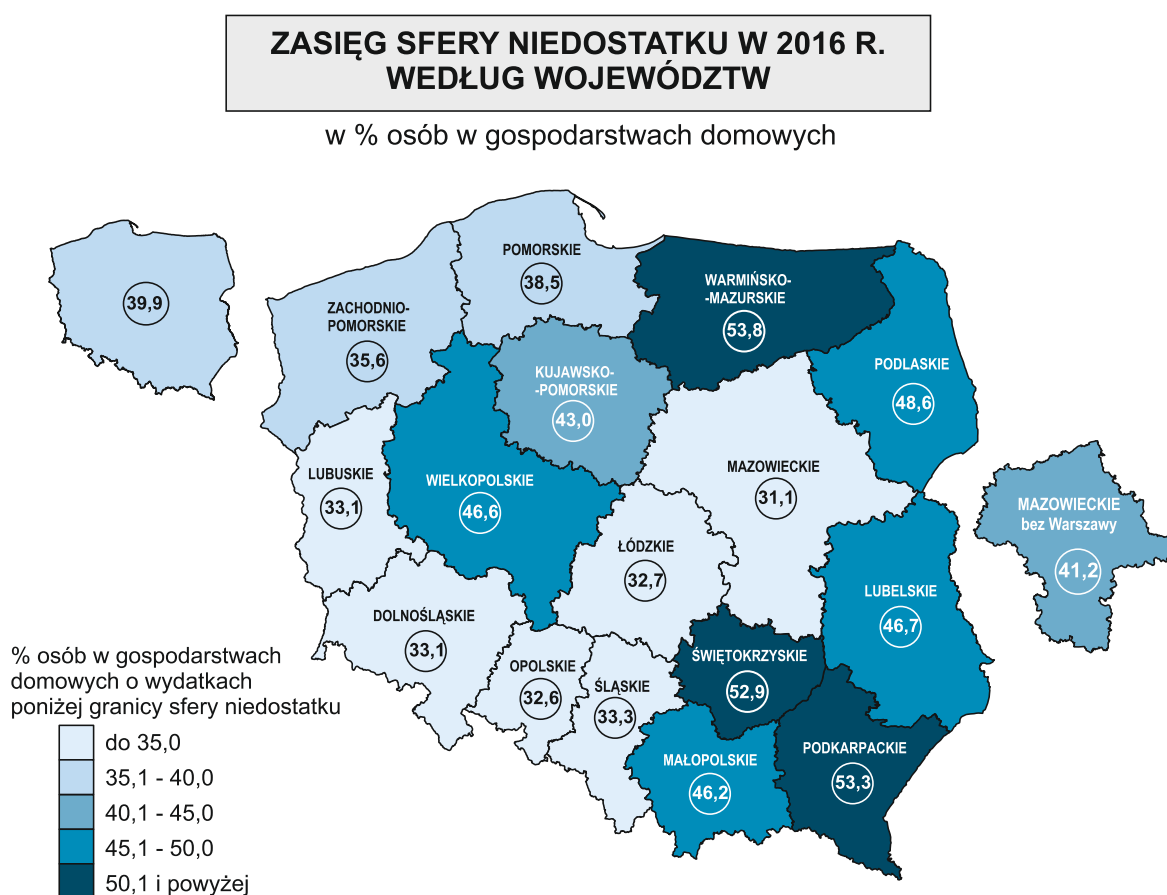 ZASIĘG SFERY NIEDOSTATKU W 2016 R.
WEDŁUG WOJEWÓDZTW
w % osób w gospodarstwach domowych
39,9
POMORSKIE
38,5
ZACHODNIO-
POMORSKIE
35,6
WARMIŃSKO-
-MAZURSKIE
53,8
PODLASKIE
48,6
KUJAWSKO-
-POMORSKIE
43,0
LUBUSKIE
33,1
WIELKOPOLSKIE
46,6
MAZOWIECKIE
31,1
MAZOWIECKIE
bez Warszawy
41,2
ŁÓDZKIE
32,7
LUBELSKIE
46,7
DOLNOŚLĄSKIE
33,1
OPOLSKIE
32,6
ŚLĄSKIE
33,3
ŚWIĘTOKRZYSKIE
52,9
MAŁOPOLSKIE
46,2
PODKARPACKIE
53,3
% osób w gospodarstwach
domowych o wydatkach
poniżej granicy sfery niedostatku
do 35,0
35,1 - 40,0
40,1 - 45,0
45,1 - 50,0
50,1 i powyżej